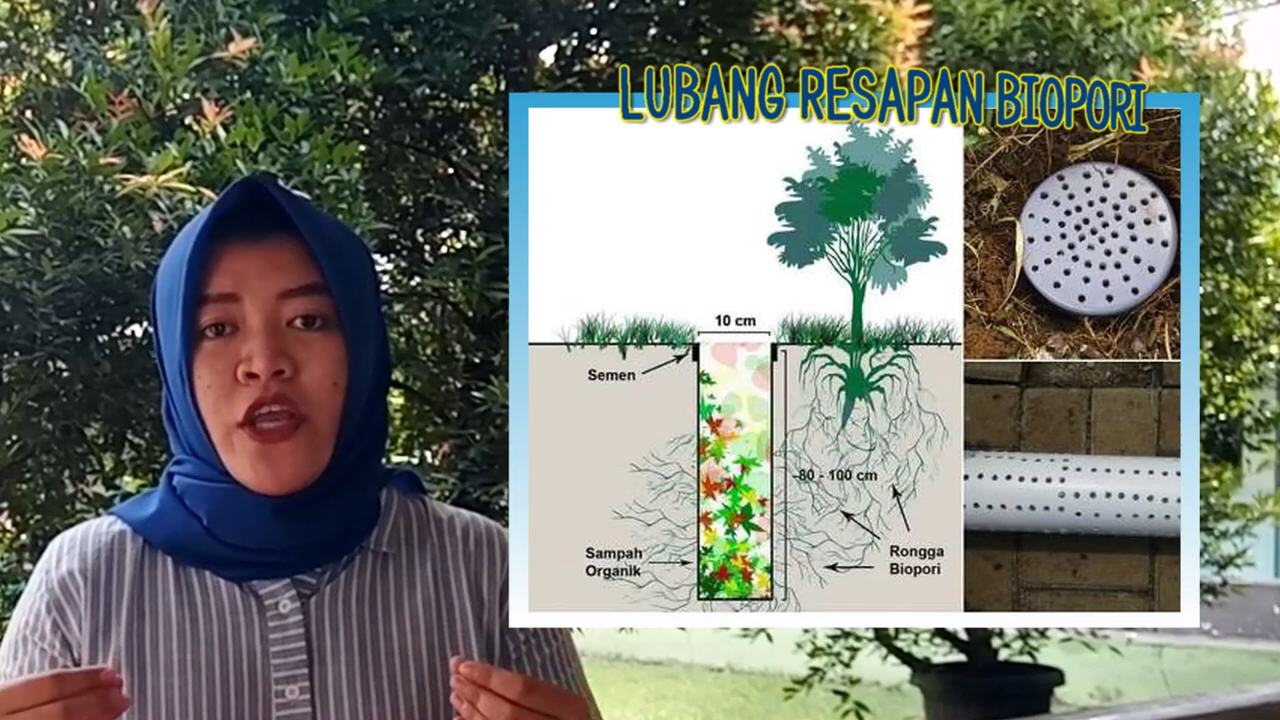 LUBANG RESAPAN BIOPORI
10 cm
Semen
80 - 100 cm
Sampah
Organik
Rongga
Biopori